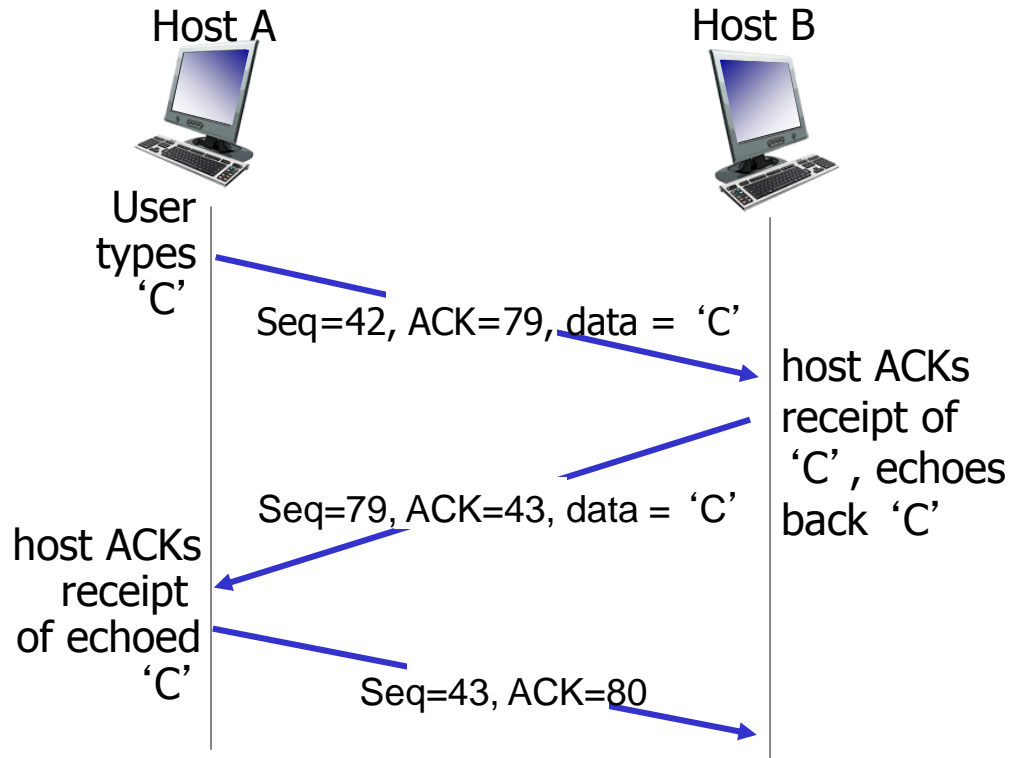 Host A
Host B
User
types
‘C’
Seq=42, ACK=79, data = ‘C’
host ACKs
receipt of
‘C’, echoes
back ‘C’
Seq=79, ACK=43, data = ‘C’
host ACKs
receipt
of echoed
‘C’
Seq=43, ACK=80